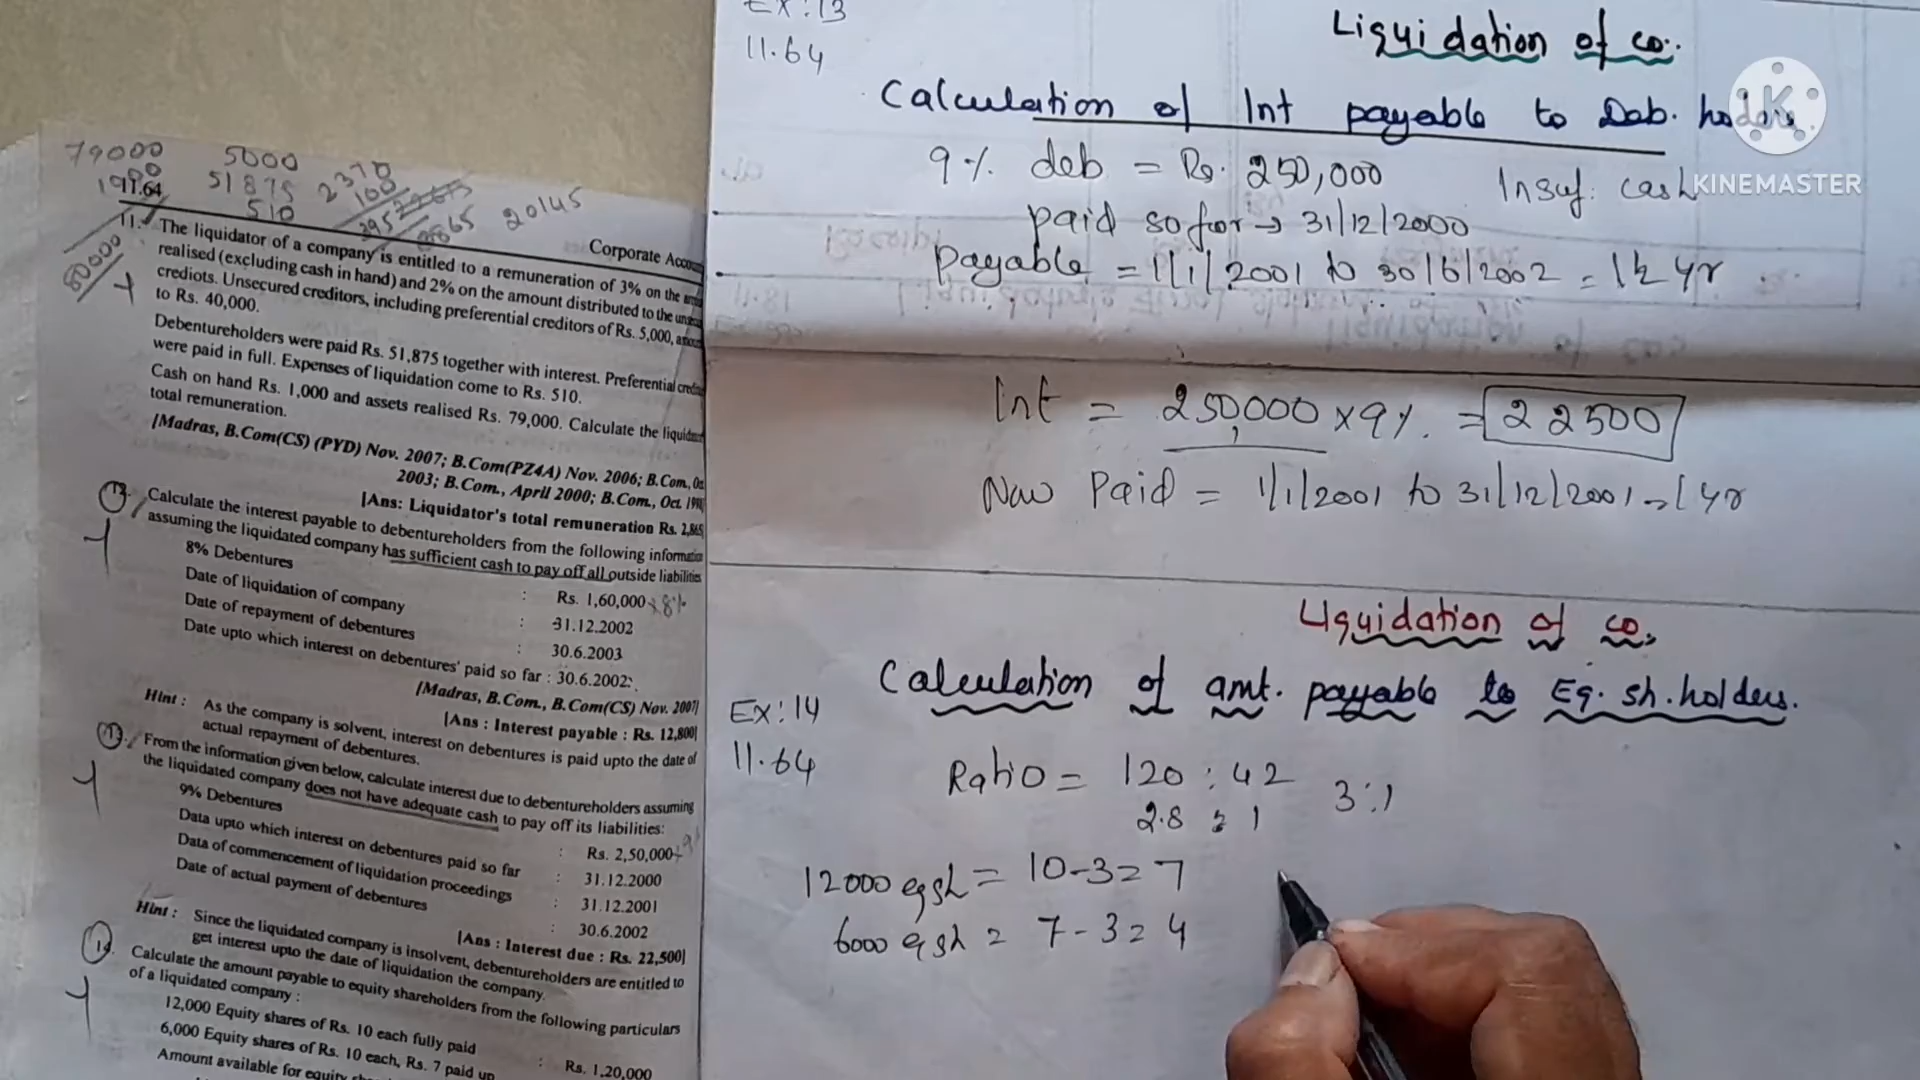 79000
5000
51875
510
2370
100
395
20145
80000
Corporate
11. The liquidator of a company is entitled to a remuneration of 3% on the
realised (excluding cash in hand) and 2% on the amount distributed to the
crediots. Unsecured creditors, including preferential creditors of Rs. 5,000,
to Rs. 40,000.
Debentureholders were paid Rs. 51,875 together with interest. Preferential
were paid in full. Expenses of liquidation come to Rs. 510.
Cash on hand Rs. 1,000 and assets realised Rs. 79,000. Calculate the
total remuneration.
[Madras, B.Com(CS) (PYD) Nov. 2007; B.Com(PZ4A) Nov. 2006; B.Com.,
2003; B.Com., April 2000; B.Com., Oct.
[Ans: Liquidator's total remuneration Rs.
Calculate the interest payable to debentureholders from the following
assuming the liquidated company has sufficient cash to pay off all outside liabilities
8% Debentures : Rs. 1,60,000 x 8%
Date of liquidation of company : 31.12.2002
Date of repayment of debentures : 30.6.2003
Date upto which interest on debentures' paid so far : 30.6.2002
[Madras, B.Com., B.Com(CS) Nov. 2007]
[Ans : Interest payable : Rs. 12,800]
Hint : As the company is solvent, interest on debentures is paid upto the date of
actual repayment of debentures.
13. From the information given below, calculate interest due to debentureholders assuming
the liquidated company does not have adequate cash to pay off its liabilities:
9% Debentures : Rs. 2,50,000
Data upto which interest on debentures paid so far : 31.12.2000
Data of commencement of liquidation proceedings : 31.12.2001
Date of actual payment of debentures : 30.6.2002
[Ans : Interest due : Rs. 22,500]
Hint : Since the liquidated company is insolvent, debentureholders are entitled to
get interest upto the date of liquidation the company.
14. Calculate the amount payable to equity shareholders from the following particulars
of a liquidated company :
12,000 Equity shares of Rs. 10 each fully paid : Rs. 1,20,000
6,000 Equity shares of Rs. 10 each, Rs. 7 paid up
Amount available for equity
Ex:13
11.64
Liquidation of co.
Calculation of Int payable to Deb. holders.
KINEMASTER
9% deb = Rs. 250,000 Insuf. cash
paid so for → 31/12/2000
Payable = 1/1/2001 to 30/6/2002 = 1½ yr
Int = 250000 x 9% = 22500
Now Paid = 1/1/2001 to 31/12/2001 → 1 yr
Liquidation of co.
Calculation of amt. payable to Eq. sh. holders.
Ex:14
11.64
Ratio = 120 : 42 3:1
2.8 : 1
12000 eq sh = 10-3=7
6000 eq sh = 7-3=4